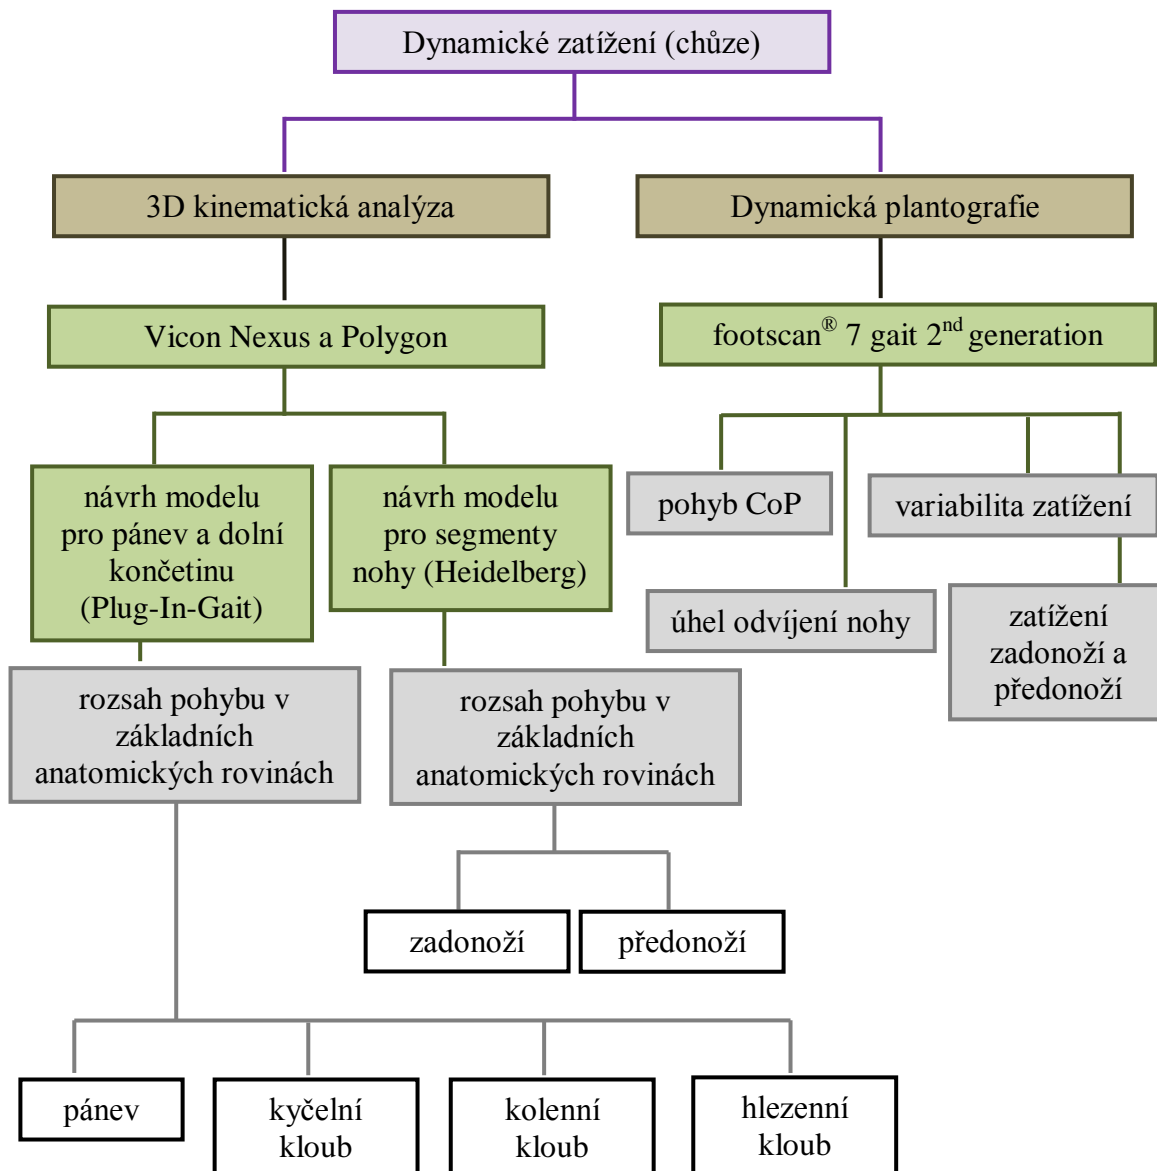 Dynamické zatížení (chůze)
3D kinematická analýza
Dynamická plantografie
Vicon Nexus a Polygon
footscan® 7 gait 2nd generation
návrh modelu
pro pánev a dolní
končetinu
(Plug-In-Gait)
návrh modelu
pro segmenty
nohy (Heidelberg)
pohyb CoP
variabilita zatížení
úhel odvíjení nohy
zatížení
zadonoží a
předonoží
rozsah pohybu v
základních
anatomických rovinách
rozsah pohybu v
základních
anatomických rovinách
zadonoží
předonoží
pánev
kyčelní
kloub
kolenní
kloub
hlezenní
kloub